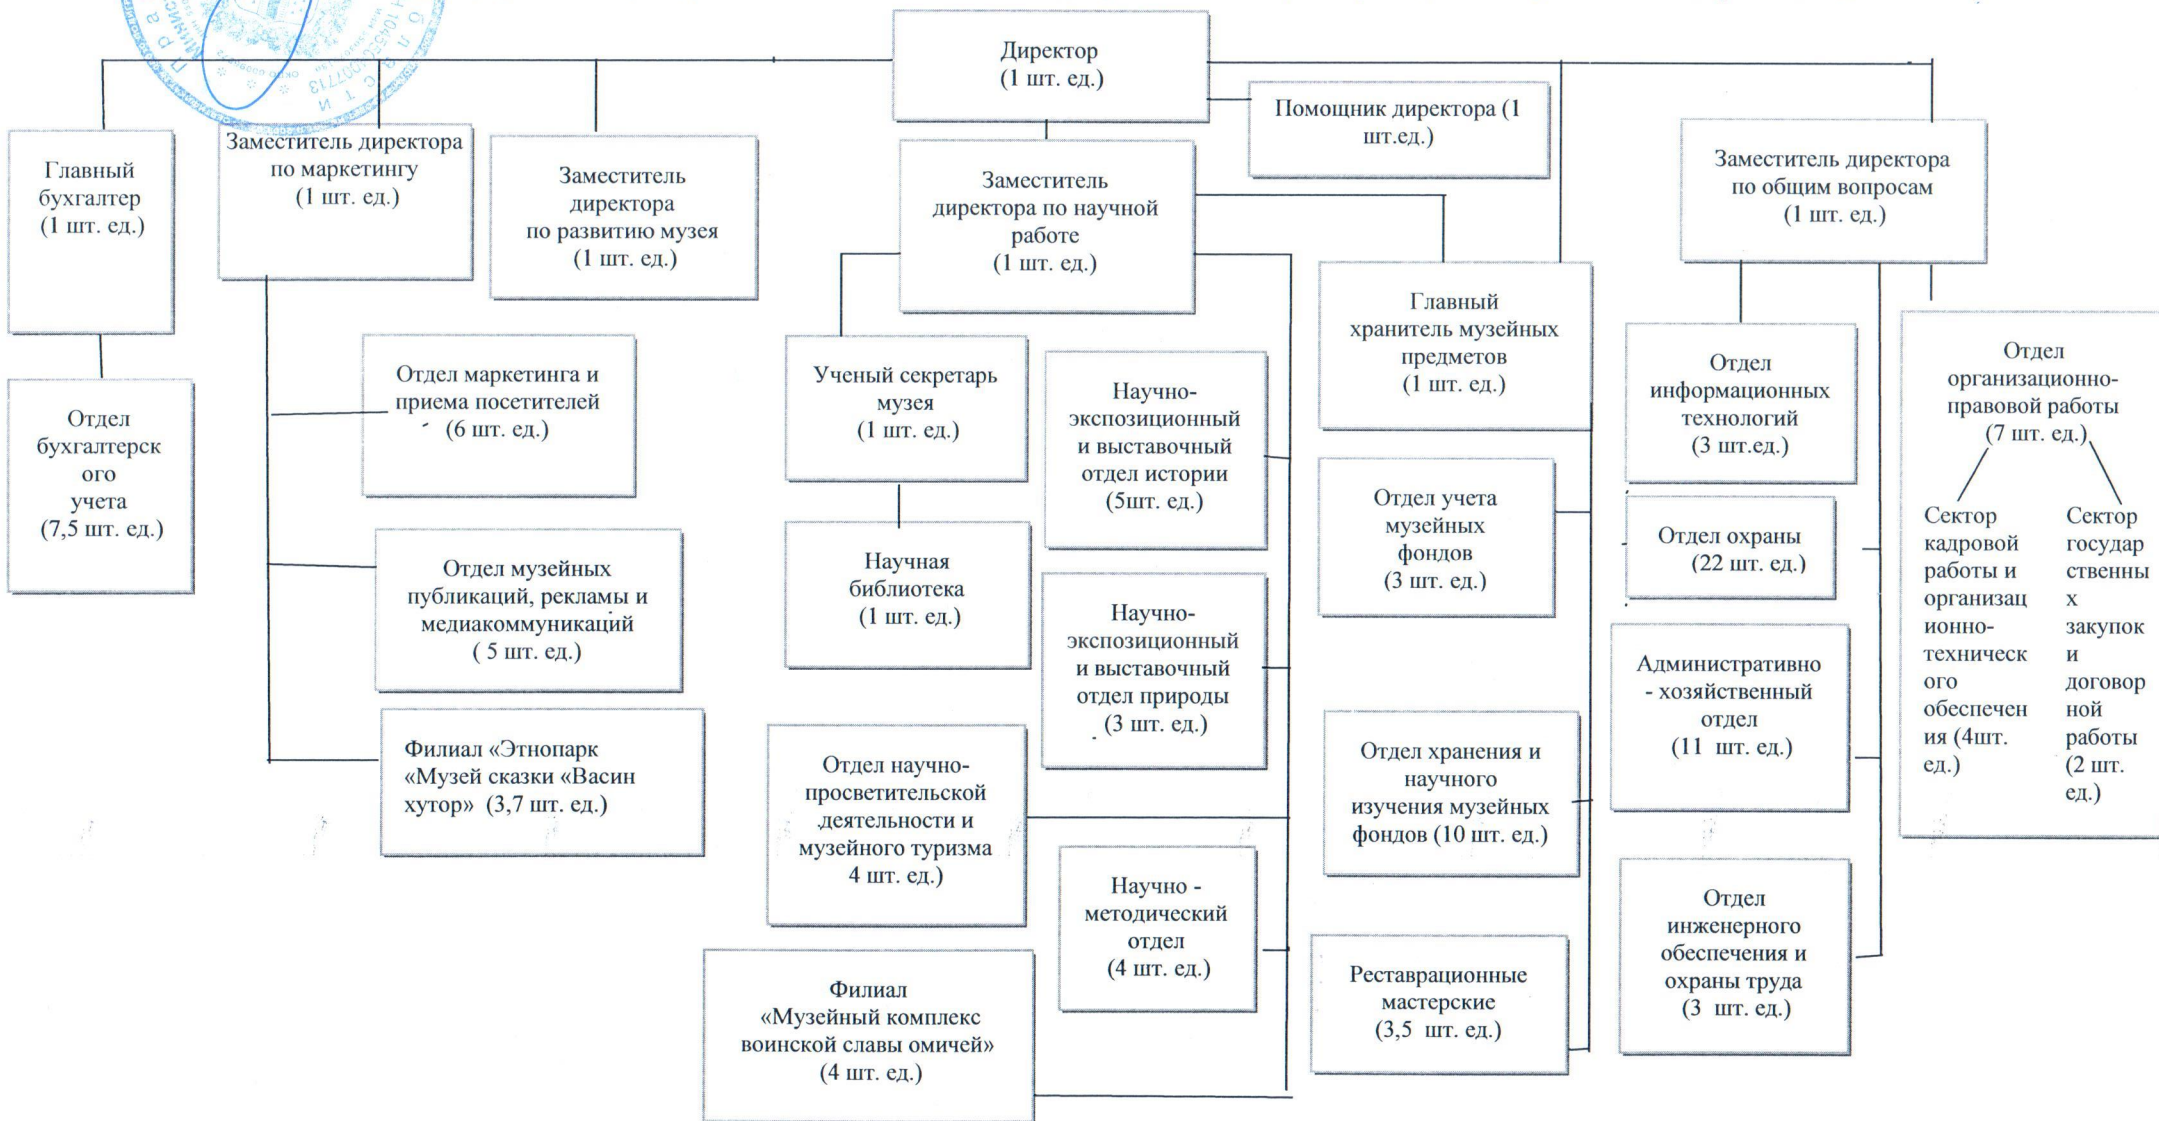 Директор
(1 шт. ед.)
Помощник директора (1
шт.ед.)
Главный
бухгалтер
(1 шт. ед.)
Заместитель директора
по маркетингу
(1 шт. ед.)
Заместитель
директора
по развитию музея
(1 шт. ед.)
Заместитель
директора по научной
работе
(1 шт. ед.)
Заместитель директора
по общим вопросам
(1 шт. ед.)
Отдел
бухгалтерск
ого
учета
(7,5 шт. ед.)
Отдел маркетинга и
приема посетителей
(6 шт. ед.)
Отдел музейных
публикаций, рекламы и
медиакоммуникаций
( 5 шт. ед.)
Филиал «Этнопарк
«Музей сказки «Васин
хутор» (3,7 шт. ед.)
Ученый секретарь
музея
(1 шт. ед.)
Научная
библиотека
(1 шт. ед.)
Отдел научно-
просветительской
деятельности и
музейного туризма
4 шт. ед.)
Филиал
«Музейный комплекс
воинской славы омичей»
(4 шт. ед.)
Научно-
экспозиционный
и выставочный
отдел истории
(5шт. ед.)
Научно-
экспозиционный
и выставочный
отдел природы
(3 шт. ед.)
Научно -
методический
отдел
(4 шт. ед.)
Главный
хранитель музейных
предметов
(1 шт. ед.)
Отдел учета
музейных
фондов
(3 шт. ед.)
Отдел хранения и
научного
изучения музейных
фондов (10 шт. ед.)
Реставрационные
мастерские
(3,5 шт. ед.)
Отдел
информационных
технологий
(3 шт.ед.)
Отдел охраны
(22 шт. ед.)
Административно
- хозяйственный
отдел
(11 шт. ед.)
Отдел
инженерного
обеспечения и
охраны труда
(3 шт. ед.)
Отдел
организационно-
правовой работы
(7 шт. ед.)
Сектор
кадровой
работы и
организац
ионно-
техническ
ого
обеспечен
ия (4шт.
ед.)
Сектор
государ
ственны
х
закупок
и
договор
ной
работы
(2 шт.
ед.)